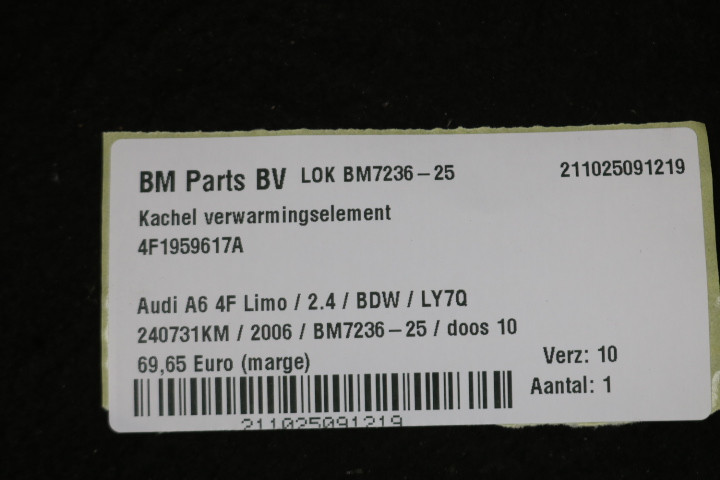 BM Parts BV LOK BM7236-25 211025091219
Kachel verwarmingselement
4F1959617A
Audi A6 4F Limo / 2.4 / BDW / LY7Q
240731KM / 2006 / BM7236-25 / doos 10
69,65 Euro (marge) Verz: 10
Aantal: 1
211025091219